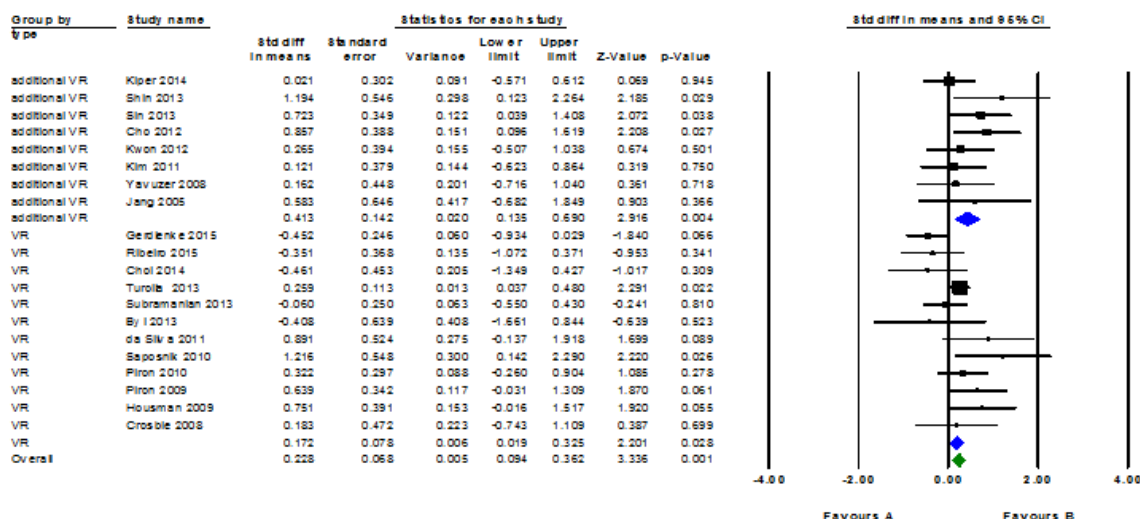 Group by type Study name Statistics for each study Std diff in means and 95% CI
Std diff in means Standard error Variance Lower limit Upper limit Z-Value p-Value
additional VR Kiper 2014 0.021 0.302 0.091 -0.571 0.612 0.069 0.945
additional VR Shin 2013 1.194 0.546 0.298 0.123 2.264 2.185 0.029
additional VR Sin 2013 0.723 0.349 0.122 0.039 1.408 2.072 0.038
additional VR Cho 2012 0.857 0.388 0.151 0.096 1.619 2.208 0.027
additional VR Kwon 2012 0.265 0.394 0.155 -0.507 1.038 0.674 0.501
additional VR Kim 2011 0.121 0.379 0.144 -0.623 0.864 0.319 0.750
additional VR Yavuzer 2008 0.162 0.448 0.201 -0.716 1.040 0.361 0.718
additional VR Jang 2005 0.583 0.646 0.417 -0.682 1.849 0.903 0.366
additional VR 0.413 0.142 0.020 0.135 0.690 2.916 0.004
VR Gerdienke 2015 -0.452 0.246 0.060 -0.934 0.029 -1.840 0.066
VR Ribeiro 2015 -0.351 0.368 0.135 -1.072 0.371 -0.953 0.341
VR Choi 2014 -0.461 0.453 0.205 -1.349 0.427 -1.017 0.309
VR Turolla 2013 0.259 0.113 0.013 0.037 0.480 2.291 0.022
VR Subramanian 2013 -0.060 0.250 0.063 -0.550 0.430 -0.241 0.810
VR By l 2013 -0.408 0.639 0.408 -1.661 0.844 -0.639 0.523
VR da Silva 2011 0.891 0.524 0.275 -0.137 1.918 1.699 0.089
VR Saposnik 2010 1.216 0.548 0.300 0.142 2.290 2.220 0.026
VR Piron 2010 0.322 0.297 0.088 -0.260 0.904 1.085 0.278
VR Piron 2009 0.639 0.342 0.117 -0.031 1.309 1.870 0.061
VR Housman 2009 0.751 0.391 0.153 -0.016 1.517 1.920 0.055
VR Crosbie 2008 0.183 0.472 0.223 -0.743 1.109 0.387 0.699
VR 0.172 0.078 0.006 0.019 0.325 2.201 0.028
Overall 0.228 0.068 0.005 0.094 0.362 3.336 0.001
-4.00 -2.00 0.00 2.00 4.00
Favours A Favours B